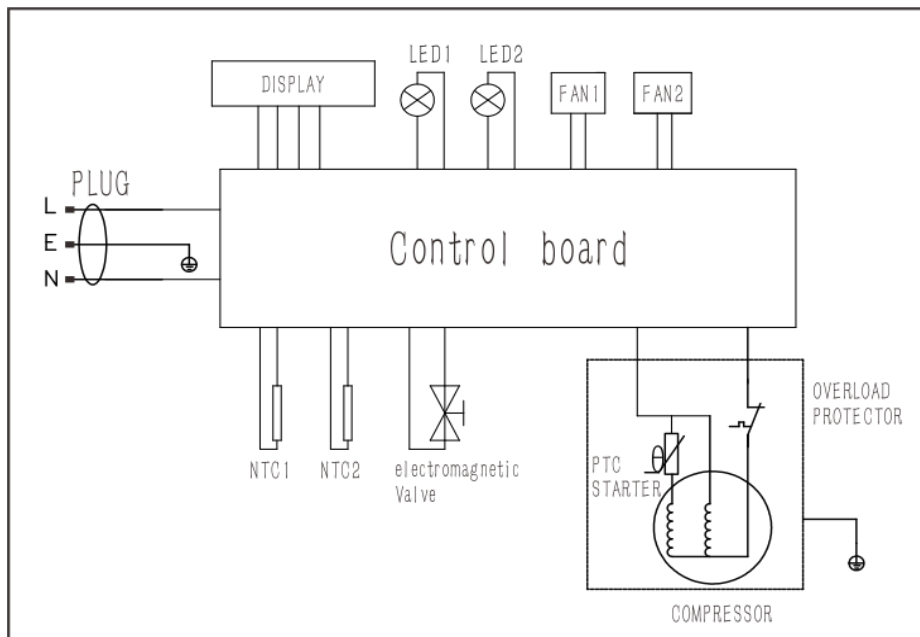 LED1 LED2
DISPLAY
FAN1 FAN2
PLUG
L
E
N
Control board
OVERLOAD
PROTECTOR
NTC1 NTC2 electromagnetic
Valve
PTC
STARTER
θ
COMPRESSOR